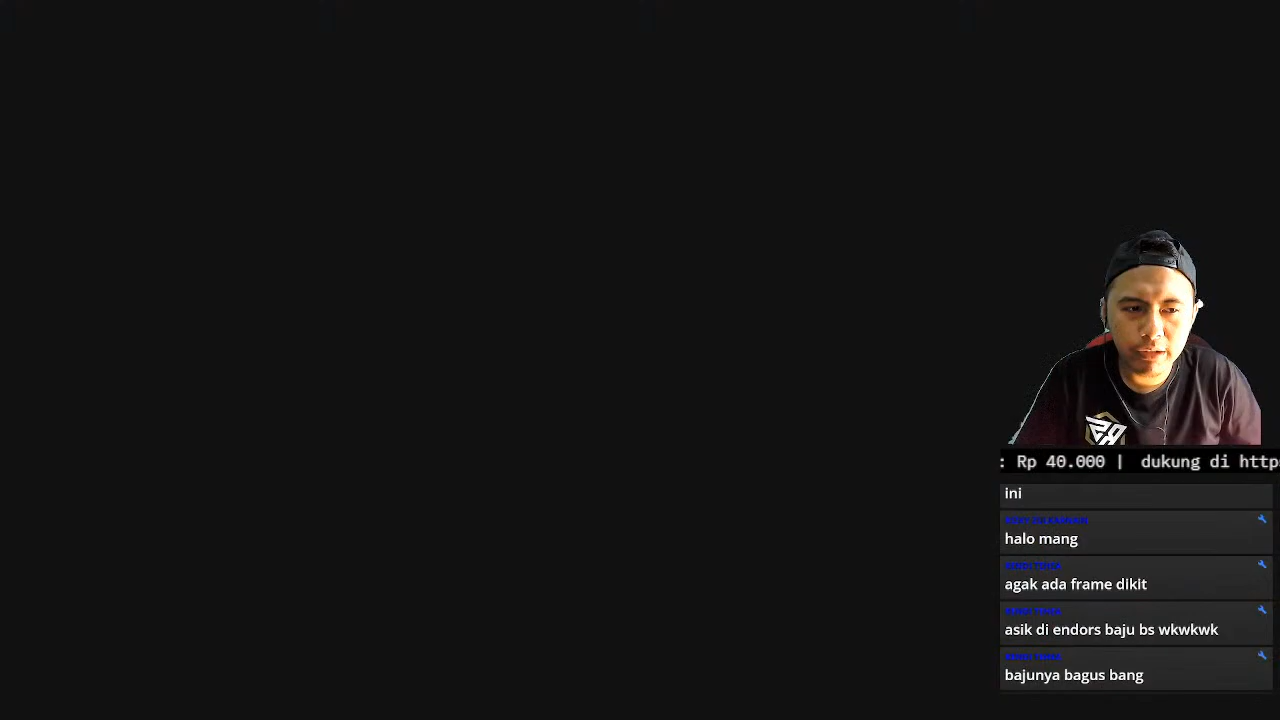 : Rp 40.000 | dukung di http
ini
halo mang
agak ada frame dikit
asik di endors baju bs wkwkwk
bajunya bagus bang